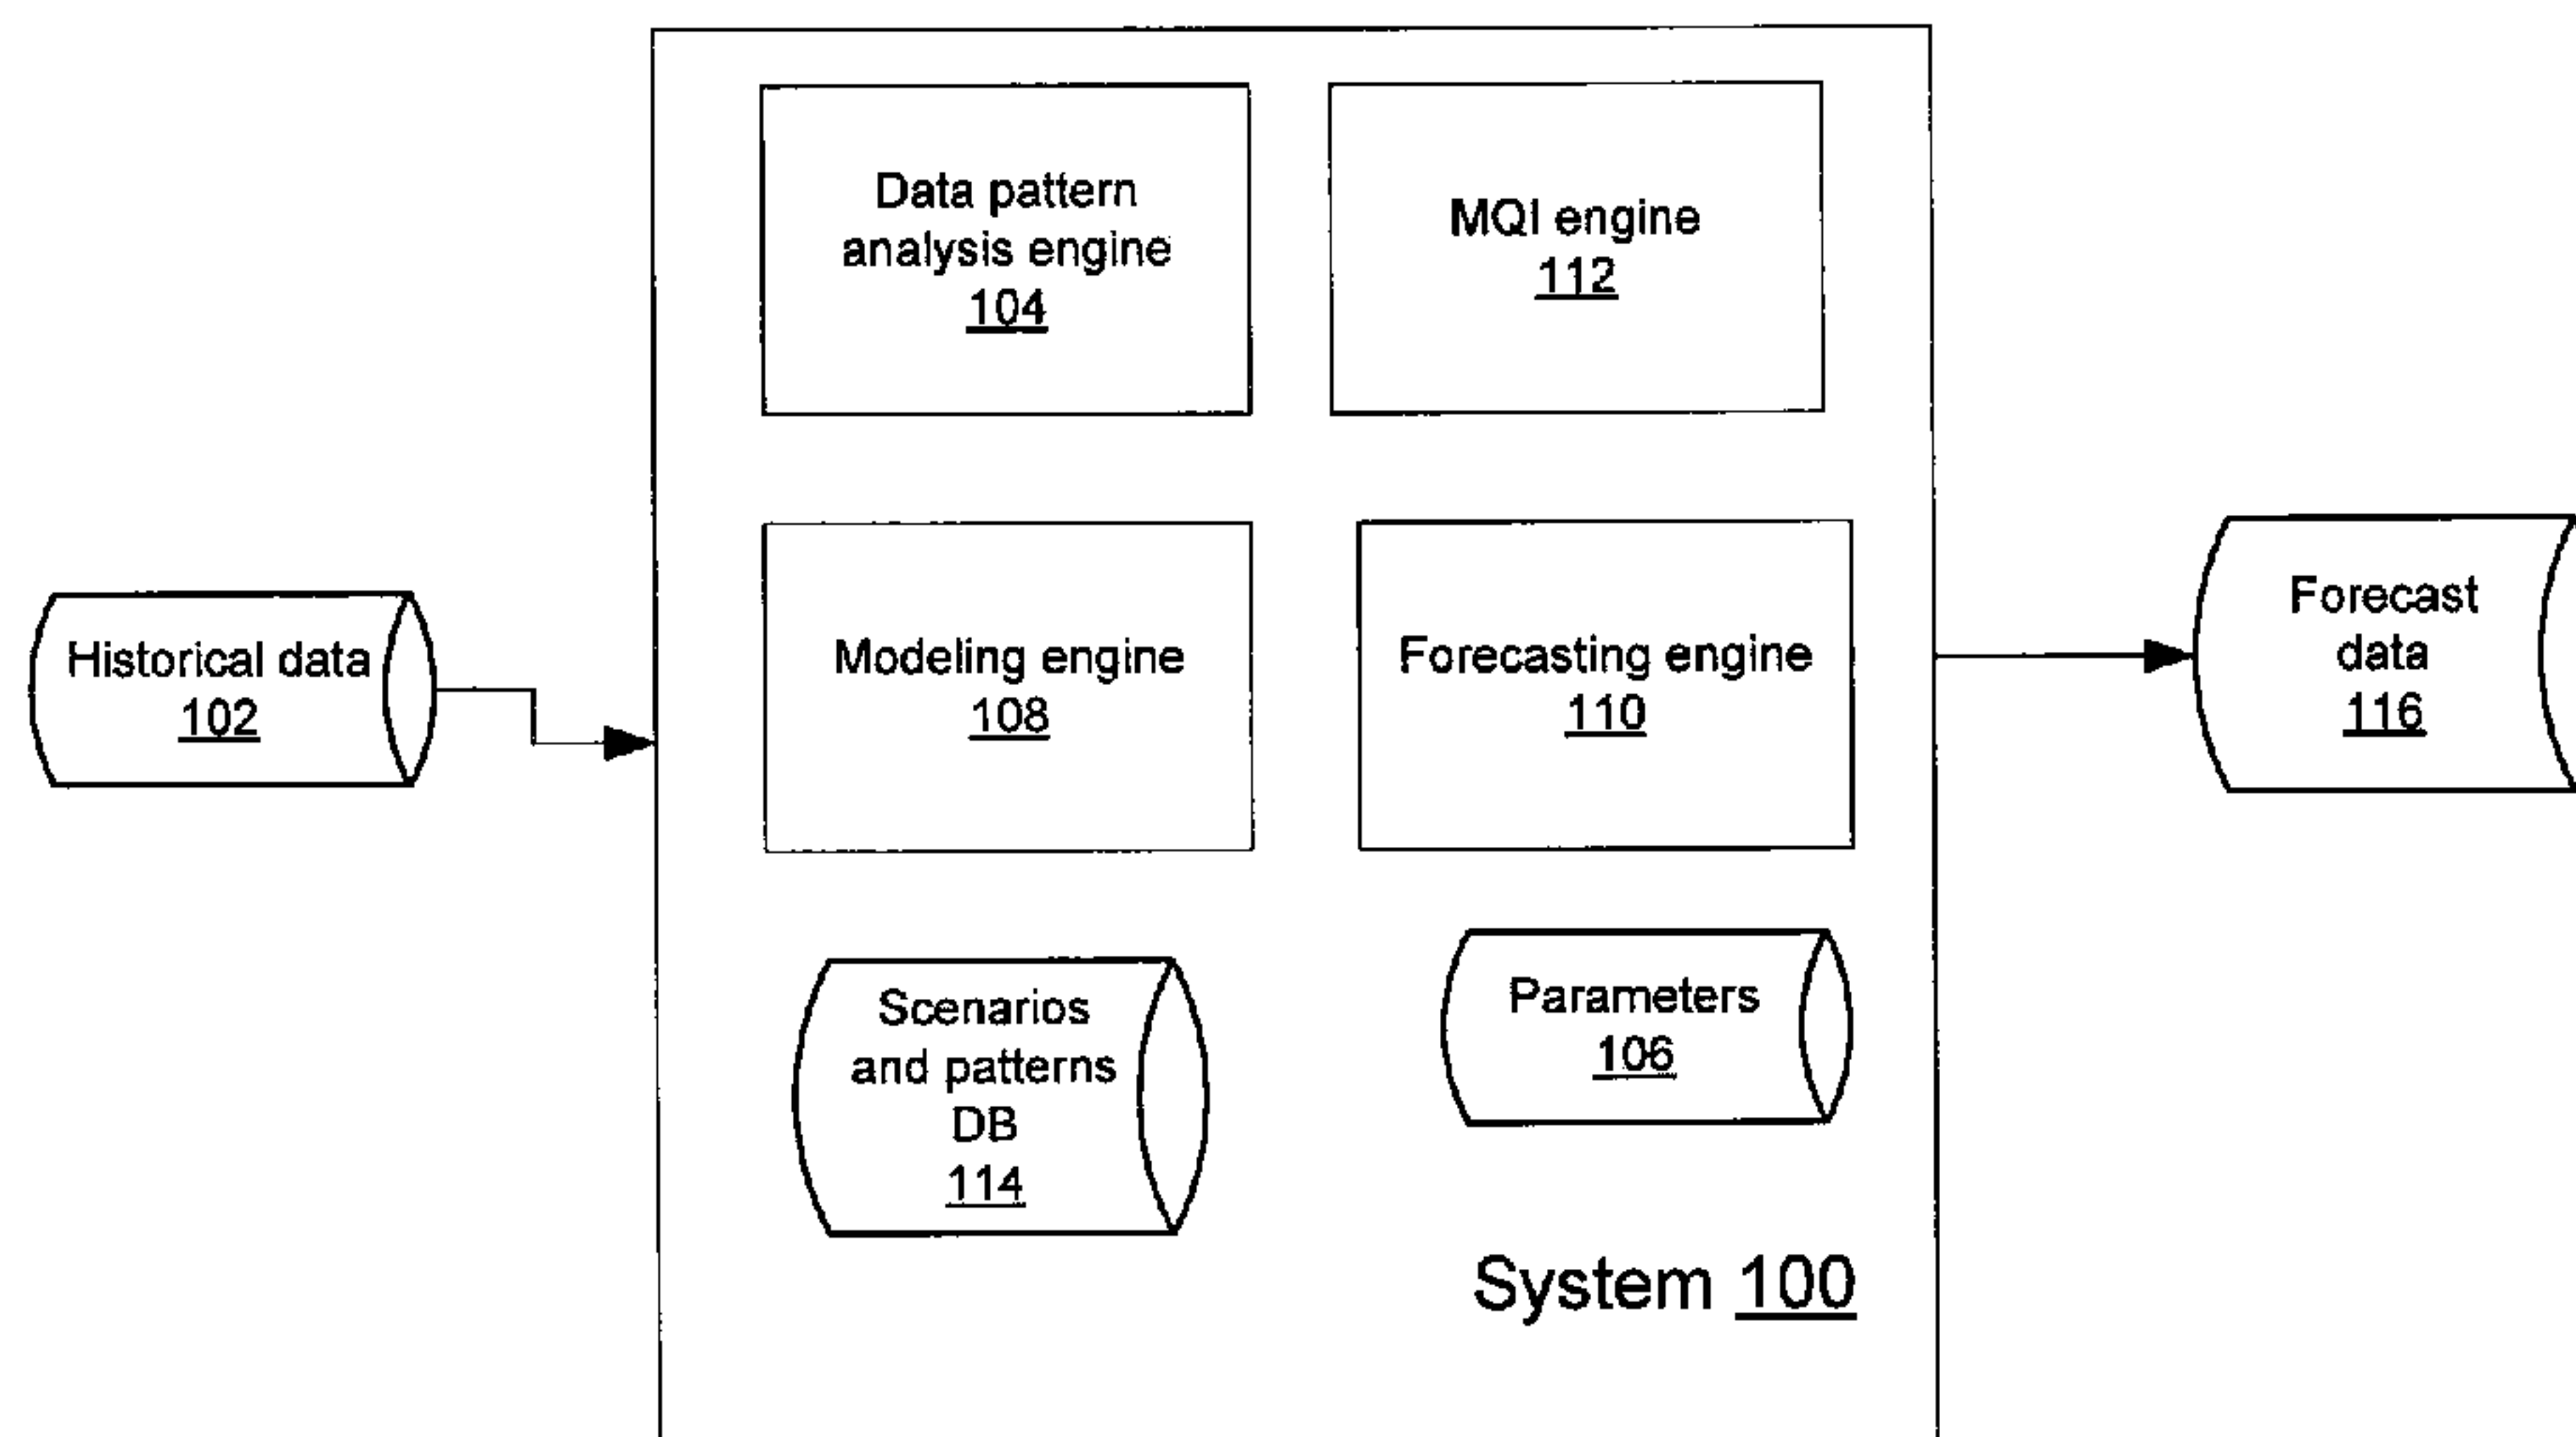 Data pattern
analysis engine
104
MQI engine
112
Historical data
102
Modeling engine
108
Forecasting engine
110
Forecast
data
116
Scenarios
and patterns
DB
114
Parameters
106
System 100